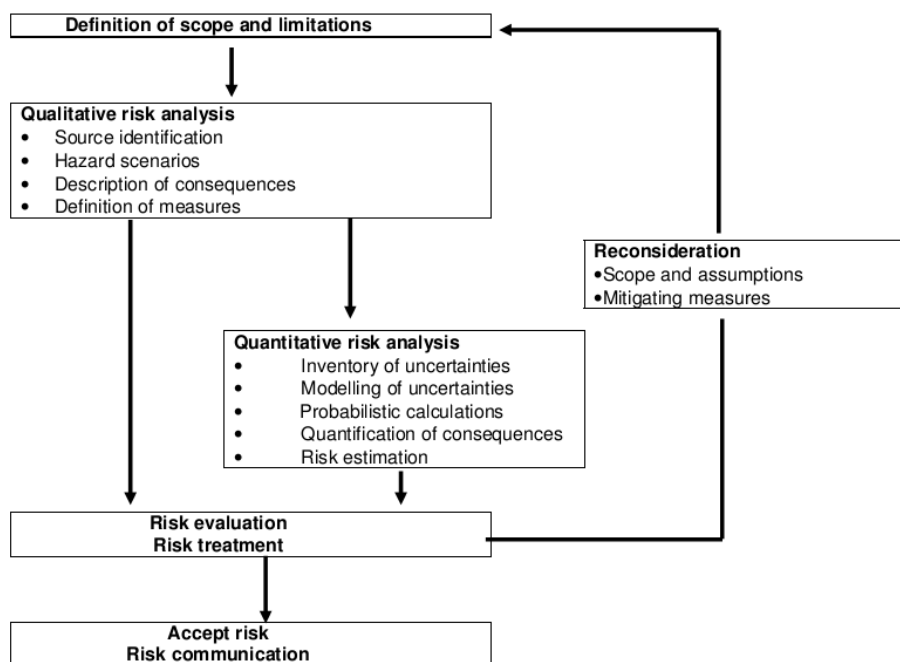 Definition of scope and limitations
Qualitative risk analysis
• Source identification
• Hazard scenarios
• Description of consequences
• Definition of measures
Reconsideration
•Scope and assumptions
•Mitigating measures
Quantitative risk analysis
• Inventory of uncertainties
• Modelling of uncertainties
• Probabilistic calculations
• Quantification of consequences
• Risk estimation
Risk evaluation
Risk treatment
Accept risk
Risk communication